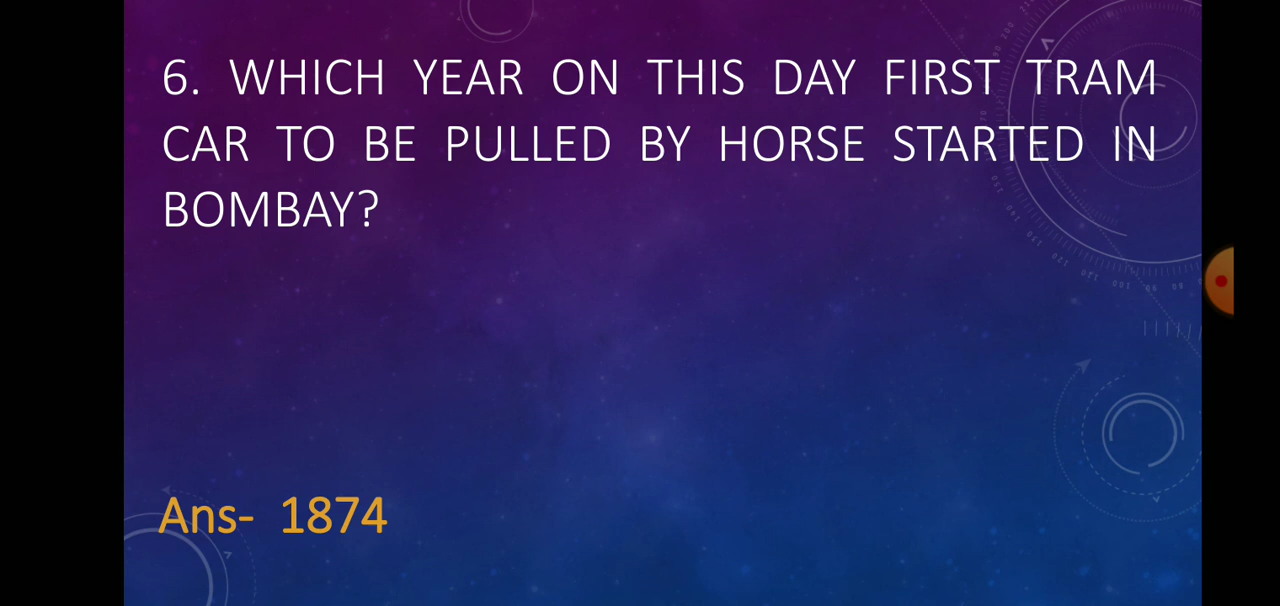 6. WHICH YEAR ON THIS DAY FIRST TRAM
CAR TO BE PULLED BY HORSE STARTED IN
BOMBAY?
Ans- 1874